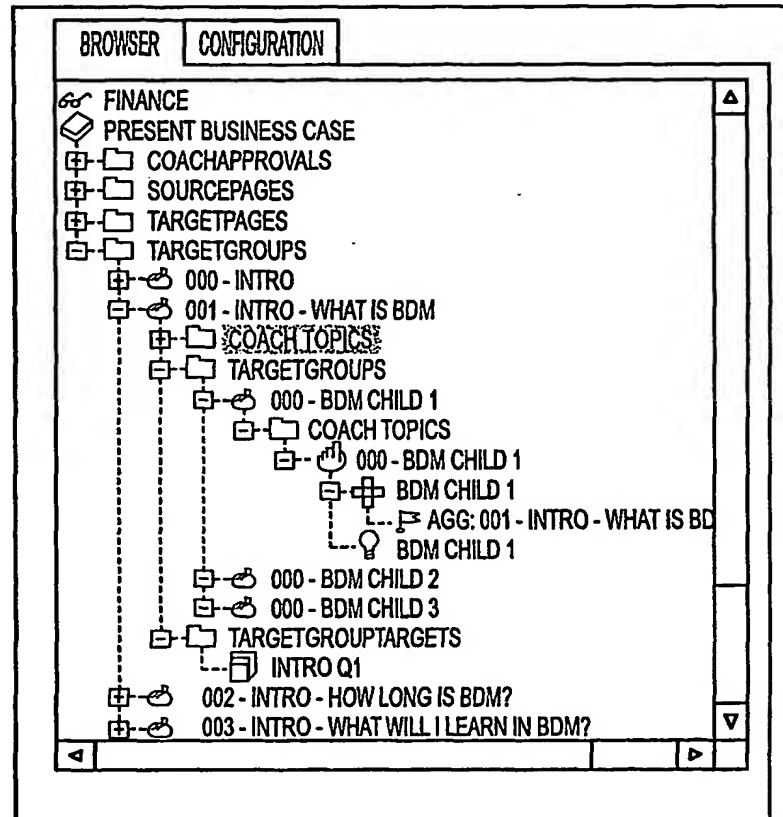 BROWSER CONFIGURATION
FINANCE
PRESENT BUSINESS CASE
COACHAPPROVALS
SOURCEPAGES
TARGETPAGES
TARGETGROUPS
000 - INTRO
001 - INTRO - WHAT IS BDM
COACH TOPICS
TARGETGROUPS
000 - BDM CHILD 1
COACH TOPICS
000 - BDM CHILD 1
BDM CHILD 1
AGG: 001 - INTRO - WHAT IS BD
BDM CHILD 1
000 - BDM CHILD 2
000 - BDM CHILD 3
TARGETGROUPTARGETS
INTRO Q1
002 - INTRO - HOW LONG IS BDM?
003 - INTRO - WHAT WILL I LEARN IN BDM?